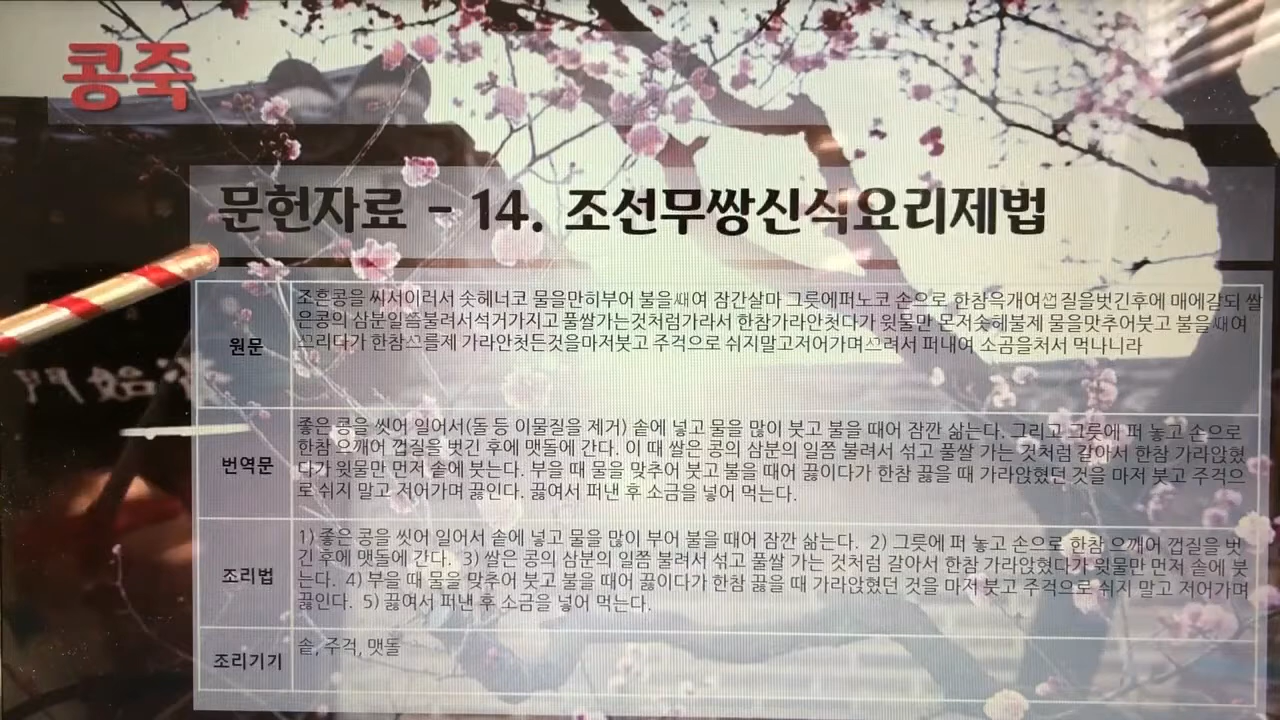 콩죽
문헌자료 - 14. 조선무쌍신식요리제법
원문
조흔콩을 씨서이러서 솟헤너코 물을만히부어 불을ㅺㅐ여 잠간살마 그릇에퍼노코 손으로 한참윽개여껍질을벗긴후에 매에갈되 쌀
은콩의 삼분일쯤불려서석거가지고풀쌀가는것처럼가라서 한참가라안첫다가 윗물만 몬저솟헤불제 물을맛추어붓고 불을ㅺㅐ여
ㅺㅡ리다가 한참ㅺㅡ를제 가라안첫든것을마저붓고 주걱으로 쉬지말고저어가며ㅺㅡ려서 퍼내여 소곰을처서 먹나니라
번역문
좋은 콩을 씻어 일어서(돌 등 이물질을 제거) 솥에 넣고 물을 많이 붓고 불을 때어 잠깐 삶는다. 그리고 그릇에 퍼 놓고 손으로
한참 으깨어 껍질을 벗긴 후에 맷돌에 간다. 이 때 쌀은 콩의 삼분의 일쯤 불려서 섞고 풀쌀 가는 것처럼 갈아서 한참 가라앉혔
다가 윗물만 먼저 솥에 붓는다. 부을 때 물을 맞추어 붓고 불을 때어 끓이다가 한참 끓을 때 가라앉혔던 것을 마저 붓고 주걱으
로 쉬지 말고 저어가며 끓인다. 끓여서 퍼낸 후 소금을 넣어 먹는다.
조리법
1) 좋은 콩을 씻어 일어서 솥에 넣고 물을 많이 부어 불을 때어 잠깐 삶는다. 2) 그릇에 퍼 놓고 손으로 한참 으깨어 껍질을 벗
긴 후에 맷돌에 간다. 3) 쌀은 콩의 삼분의 일쯤 불려서 섞고 풀쌀 가는 것처럼 갈아서 한참 가라앉혔다가 윗물만 먼저 솥에 붓
는다. 4) 부을 때 물을 맞추어 붓고 불을 때어 끓이다가 한참 끓을 때 가라앉혔던 것을 마저 붓고 주걱으로 쉬지 말고 저어가며
끓인다. 5) 끓여서 퍼낸 후 소금을 넣어 먹는다.
조리기기
솥, 주걱, 맷돌